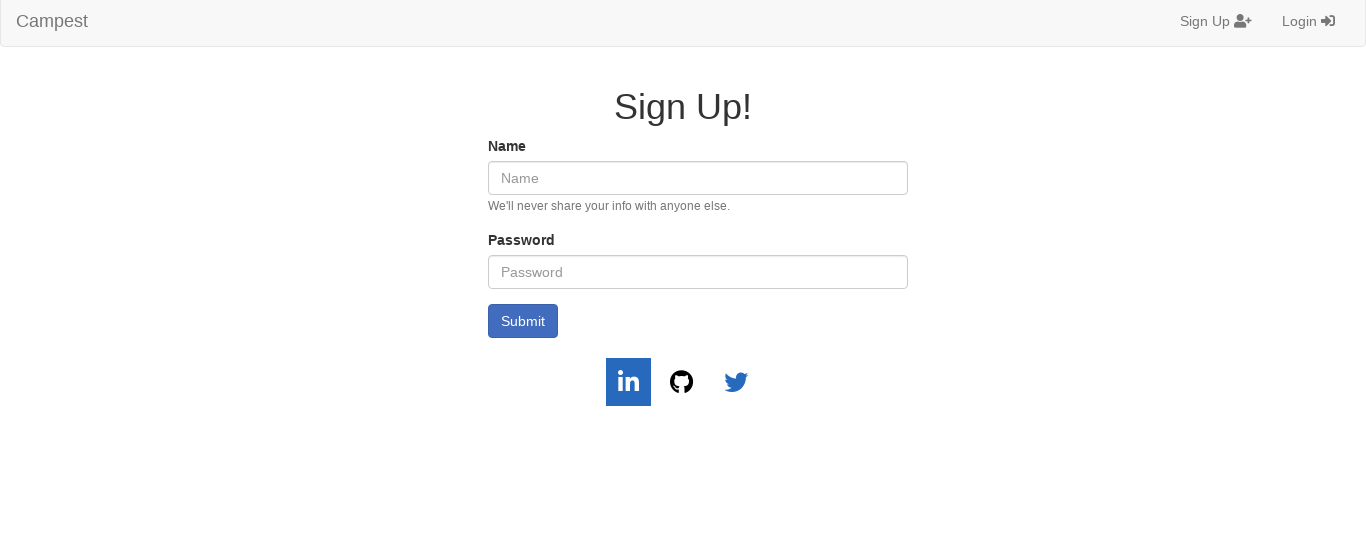 Campest
Sign Up
Login
Sign Up!
Name
Name
We'll never share your info with anyone else.
Password
Password
Submit
in